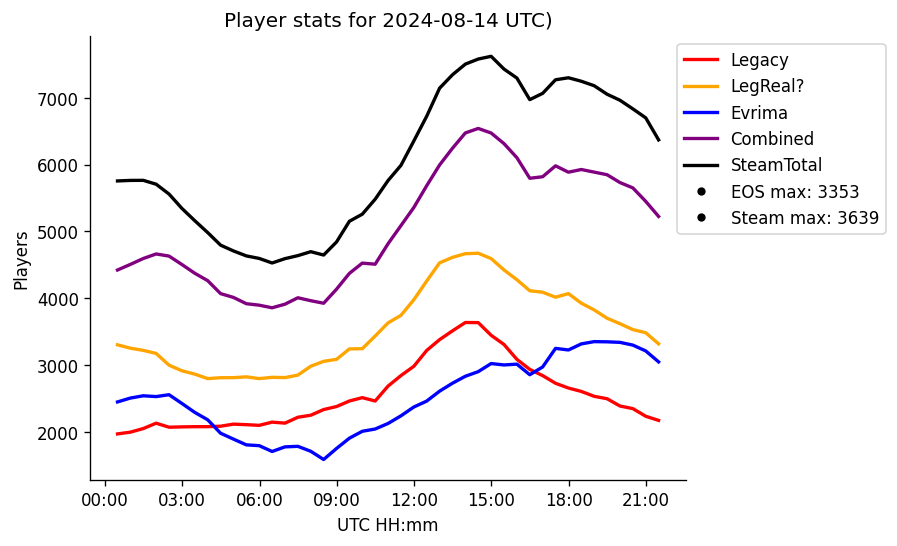 Player stats for 2024-08-14 UTC)
Legacy
LegReal?
Evrima
Combined
SteamTotal
EOS max: 3353
Steam max: 3639
Players
7000
6000
5000
4000
3000
2000
00:00 03:00 06:00 09:00 12:00 15:00 18:00 21:00
UTC HH:mm